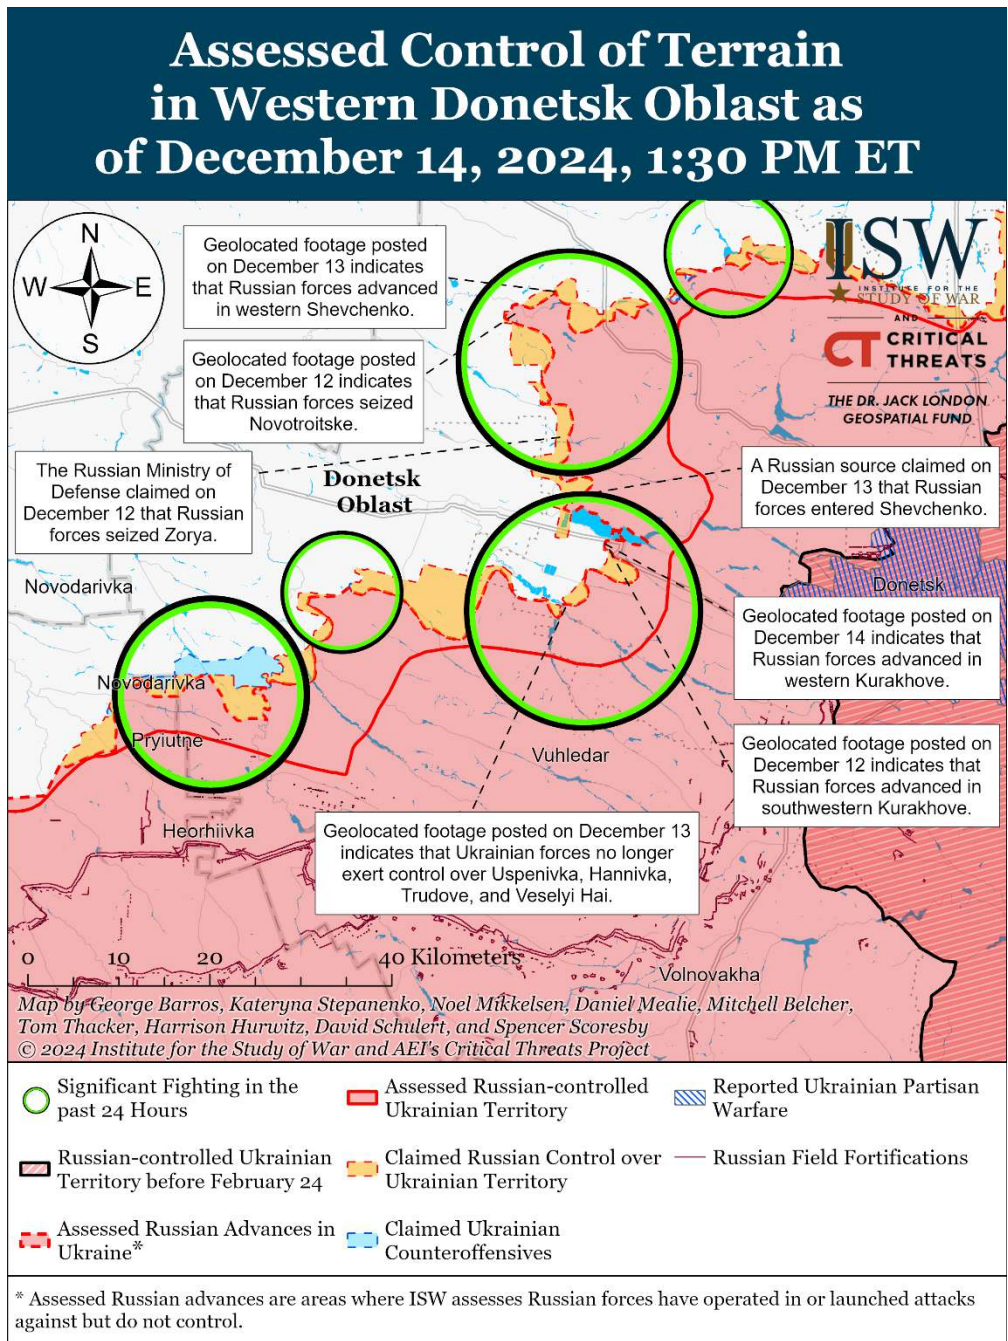 Assessed Control of Terrain
in Western Donetsk Oblast as
of December 14, 2024, 1:30 PM ET
N
W
E
S
Geolocated footage posted
on December 13 indicates
that Russian forces advanced
in western Shevchenko.
ISW
INSTITUTE FOR THE
STUDY OF WAR
AND
CT CRITICAL
THREATS
THE DR. JACK LONDON
GEOSPATIAL FUND
Geolocated footage posted
on December 12 indicates
that Russian forces seized
Novotroitske.
The Russian Ministry of
Defense claimed on
December 12 that Russian
forces seized Zorya.
Donetsk
Oblast
A Russian source claimed on
December 13 that Russian
forces entered Shevchenko.
Novodarivka
Donetsk
Geolocated footage posted on
December 14 indicates that
Russian forces advanced in
western Kurakhove.
Novodarivka
Pryiutne
Vuhledar
Geolocated footage posted on
December 12 indicates that
Russian forces advanced in
southwestern Kurakhove.
Heorhiivka
Geolocated footage posted on December 13
indicates that Ukrainian forces no longer
exert control over Uspenivka, Hannivka,
Trudove, and Veselyi Hai.
0 10 20 40 Kilometers
Volnovakha
Map by George Barros, Kateryna Stepanenko, Noel Mikkelsen, Daniel Mealie, Mitchell Belcher,
Tom Thacker, Harrison Hurwitz, David Schulert, and Spencer Scoresby
© 2024 Institute for the Study of War and AEI's Critical Threats Project
Significant Fighting in the
past 24 Hours
Assessed Russian-controlled
Ukrainian Territory
Reported Ukrainian Partisan
Warfare
Russian-controlled Ukrainian
Territory before February 24
Claimed Russian Control over
Ukrainian Territory
Russian Field Fortifications
Assessed Russian Advances in
Ukraine*
Claimed Ukrainian
Counteroffensives
* Assessed Russian advances are areas where ISW assesses Russian forces have operated in or launched attacks
against but do not control.